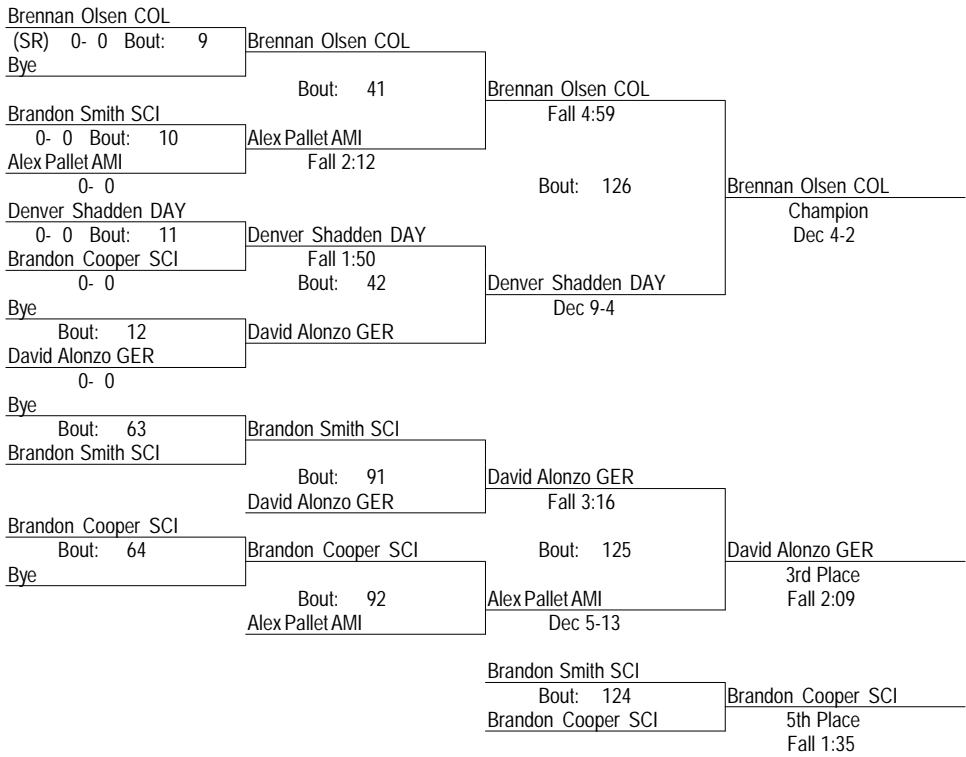 Brennan Olsen COL
(SR) 0- 0 Bout: 9
Bye
Brennan Olsen COL
Bout: 41
Brandon Smith SCI
0- 0 Bout: 10
Alex Pallet AMI
0- 0
Alex Pallet AMI
Fall 2:12
Brennan Olsen COL
Fall 4:59
Denver Shadden DAY
0- 0 Bout: 11
Brandon Cooper SCI
0- 0
Denver Shadden DAY
Fall 1:50
Bout: 42
Bye
Bout: 12
David Alonzo GER
0- 0
David Alonzo GER
Denver Shadden DAY
Dec 9-4
Bout: 126
Brennan Olsen COL
Champion
Dec 4-2
Bye
Bout: 63
Brandon Smith SCI
Brandon Smith SCI
Bout: 91
David Alonzo GER
David Alonzo GER
Fall 3:16
Brandon Cooper SCI
Bout: 64
Bye
Brandon Cooper SCI
Bout: 92
Alex Pallet AMI
Alex Pallet AMI
Dec 5-13
Bout: 125
David Alonzo GER
3rd Place
Fall 2:09
Brandon Smith SCI
Bout: 124
Brandon Cooper SCI
Brandon Cooper SCI
5th Place
Fall 1:35